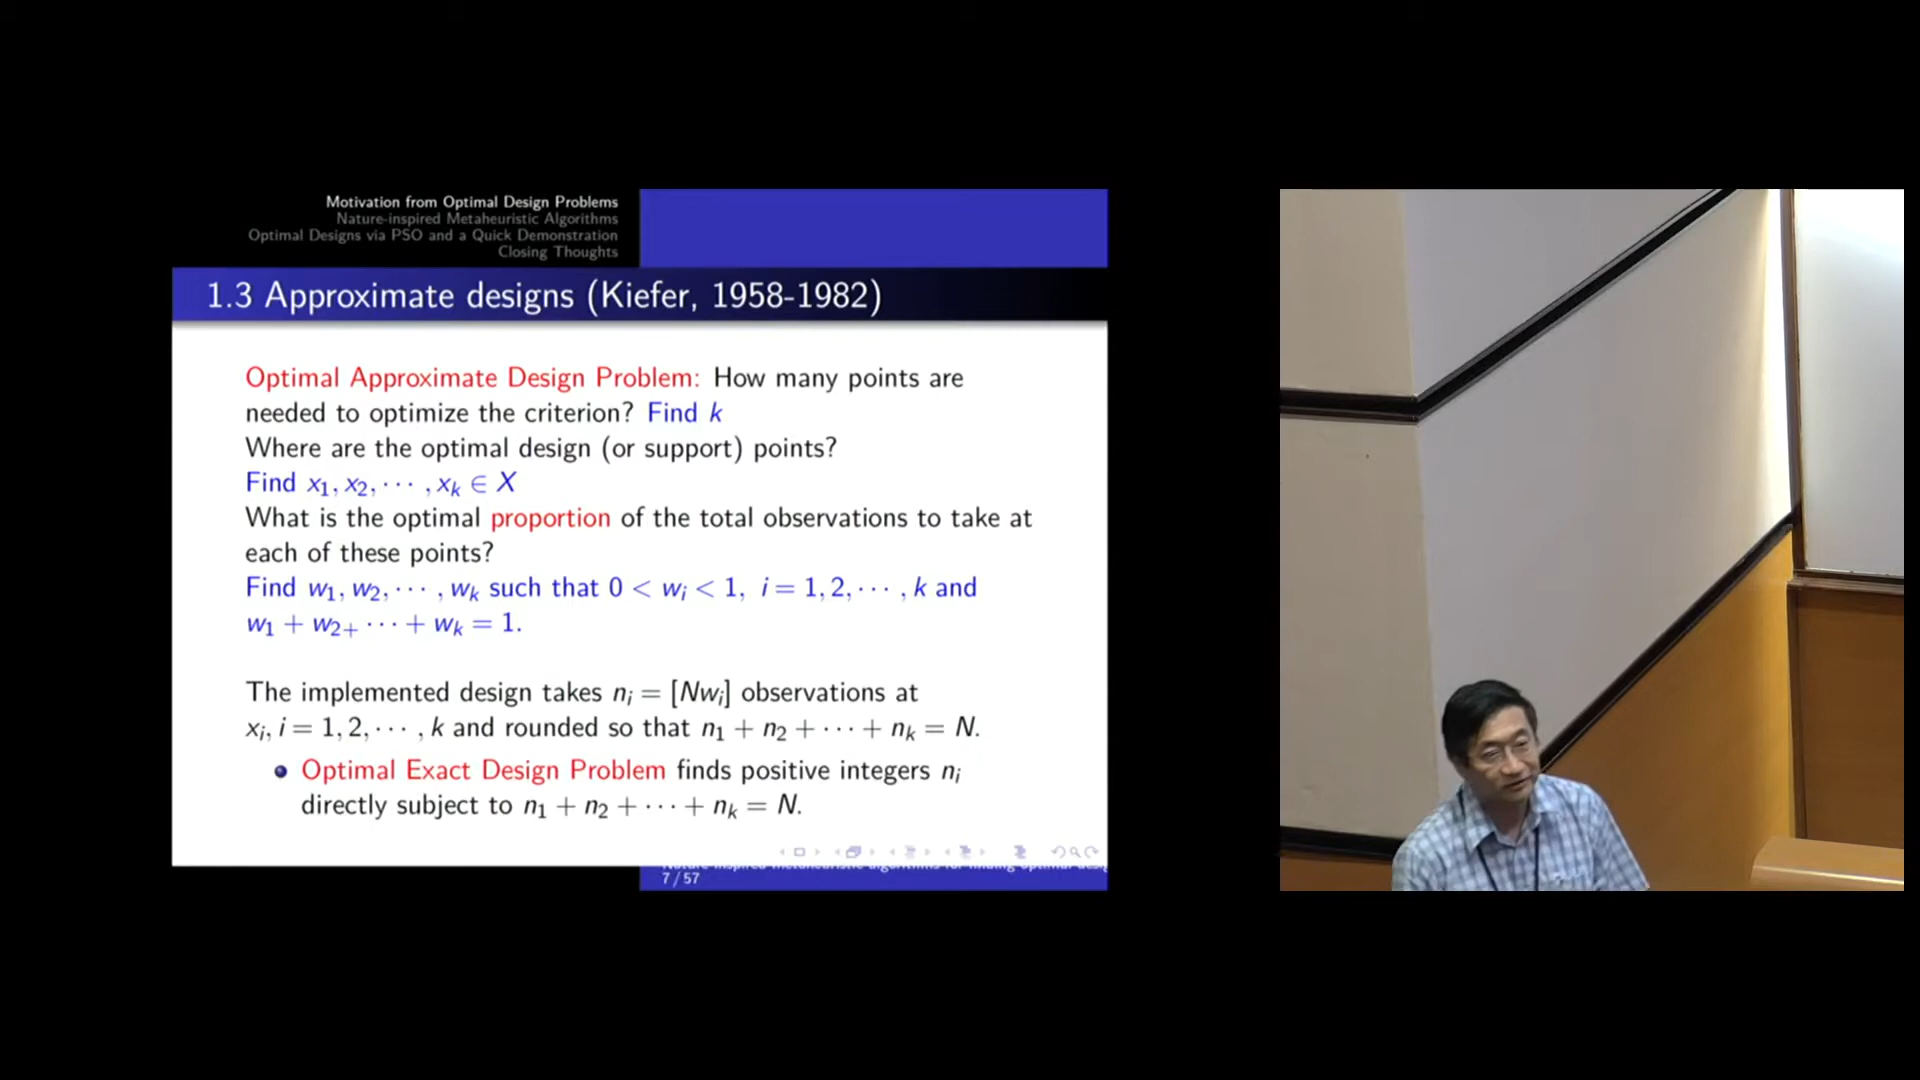 Motivation from Optimal Design Problems
Nature-inspired Metaheuristic Algorithms
Optimal Designs via PSO and a Quick Demonstration
Closing Thoughts
1.3 Approximate designs (Kiefer, 1958-1982)
Optimal Approximate Design Problem: How many points are
needed to optimize the criterion? Find k
Where are the optimal design (or support) points?
Find x₁, x₂, ⋯ , xₖ ∈ X
What is the optimal proportion of the total observations to take at
each of these points?
Find w₁, w₂, ⋯ , wₖ such that 0 < wᵢ < 1, i = 1, 2, ⋯ , k and
w₁ + w₂₊ ⋯ + wₖ = 1.
The implemented design takes nᵢ = [Nwᵢ] observations at
xᵢ, i = 1, 2, ⋯ , k and rounded so that n₁ + n₂ + ⋯ + nₖ = N.
• Optimal Exact Design Problem finds positive integers nᵢ
directly subject to n₁ + n₂ + ⋯ + nₖ = N.
7 / 57